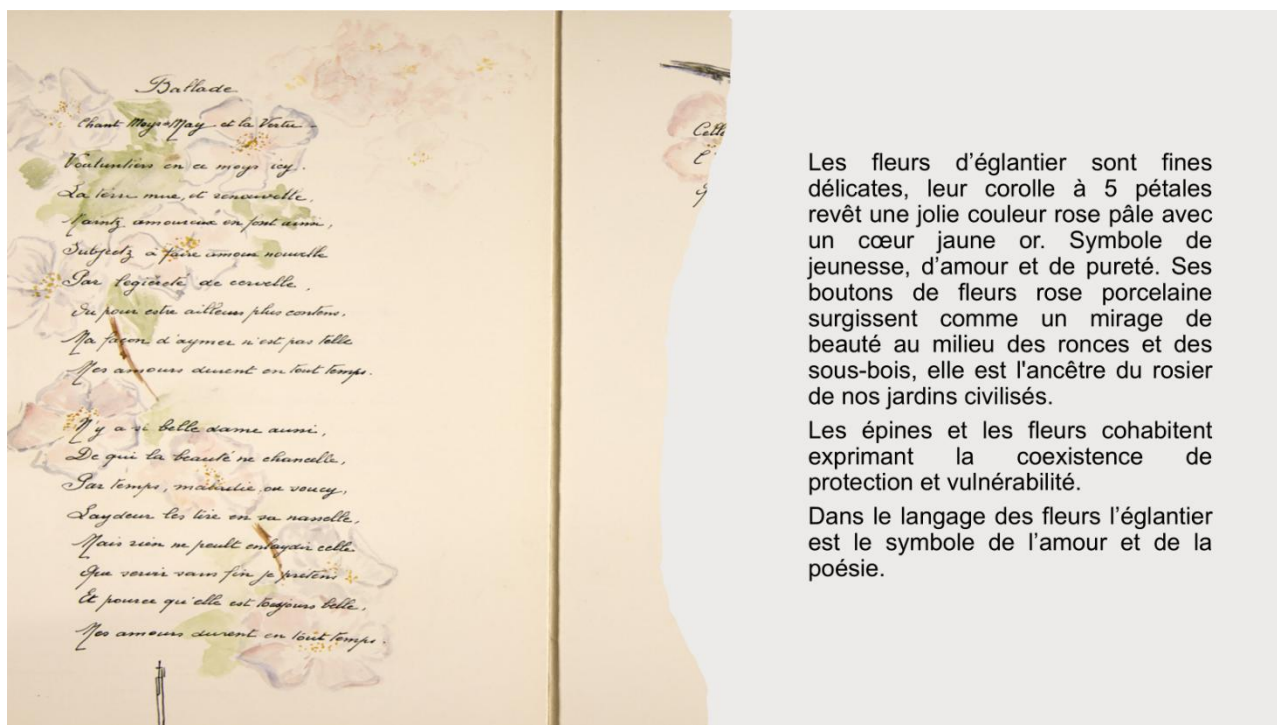 Ballade
Chant Moys May et la Vertu
Vouluntiers en ce moys icy.
La terre mue, et renouvelle,
Maintz amoureux en font ainsi,
Subjectz à faire amour nouvelle
Par legiereté de cervelle,
Ou pour estre ailleurs plus contens,
Ma façon d'aymer n'est pas telle
Mes amours durent en tout temps.
N'y a si belle dame aussi,
De qui la beauté ne chancelle,
Par temps, maladie ou soucy,
Laydeur les tire en sa nasselle,
Mais rien ne peult enlaydir celle
Que servir sans fin je pretens
Et pource qu'elle est toujours belle,
Mes amours durent en tout temps.
Celle
Les fleurs d’églantier sont fines
délicates, leur corolle à 5 pétales
revêt une jolie couleur rose pâle avec
un cœur jaune or. Symbole de
jeunesse, d’amour et de pureté. Ses
boutons de fleurs rose porcelaine
surgissent comme un mirage de
beauté au milieu des ronces et des
sous-bois, elle est l'ancêtre du rosier
de nos jardins civilisés.
Les épines et les fleurs cohabitent
exprimant la coexistence de
protection et vulnérabilité.
Dans le langage des fleurs l’églantier
est le symbole de l’amour et de la
poésie.